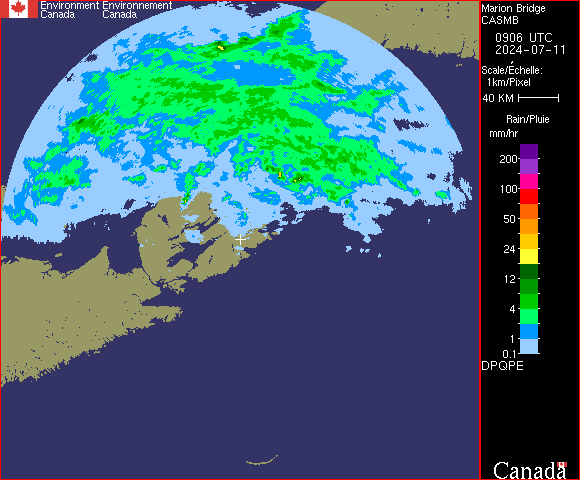 Environment Environnement
Canada Canada
Marion Bridge
CASMB
0906 UTC
2024-07-11
Scale/Échelle:
1km/Pixel
40 KM
Rain/Pluie
mm/hr
200
100
50
24
12
4
1
0.1
DPQPE
Canada